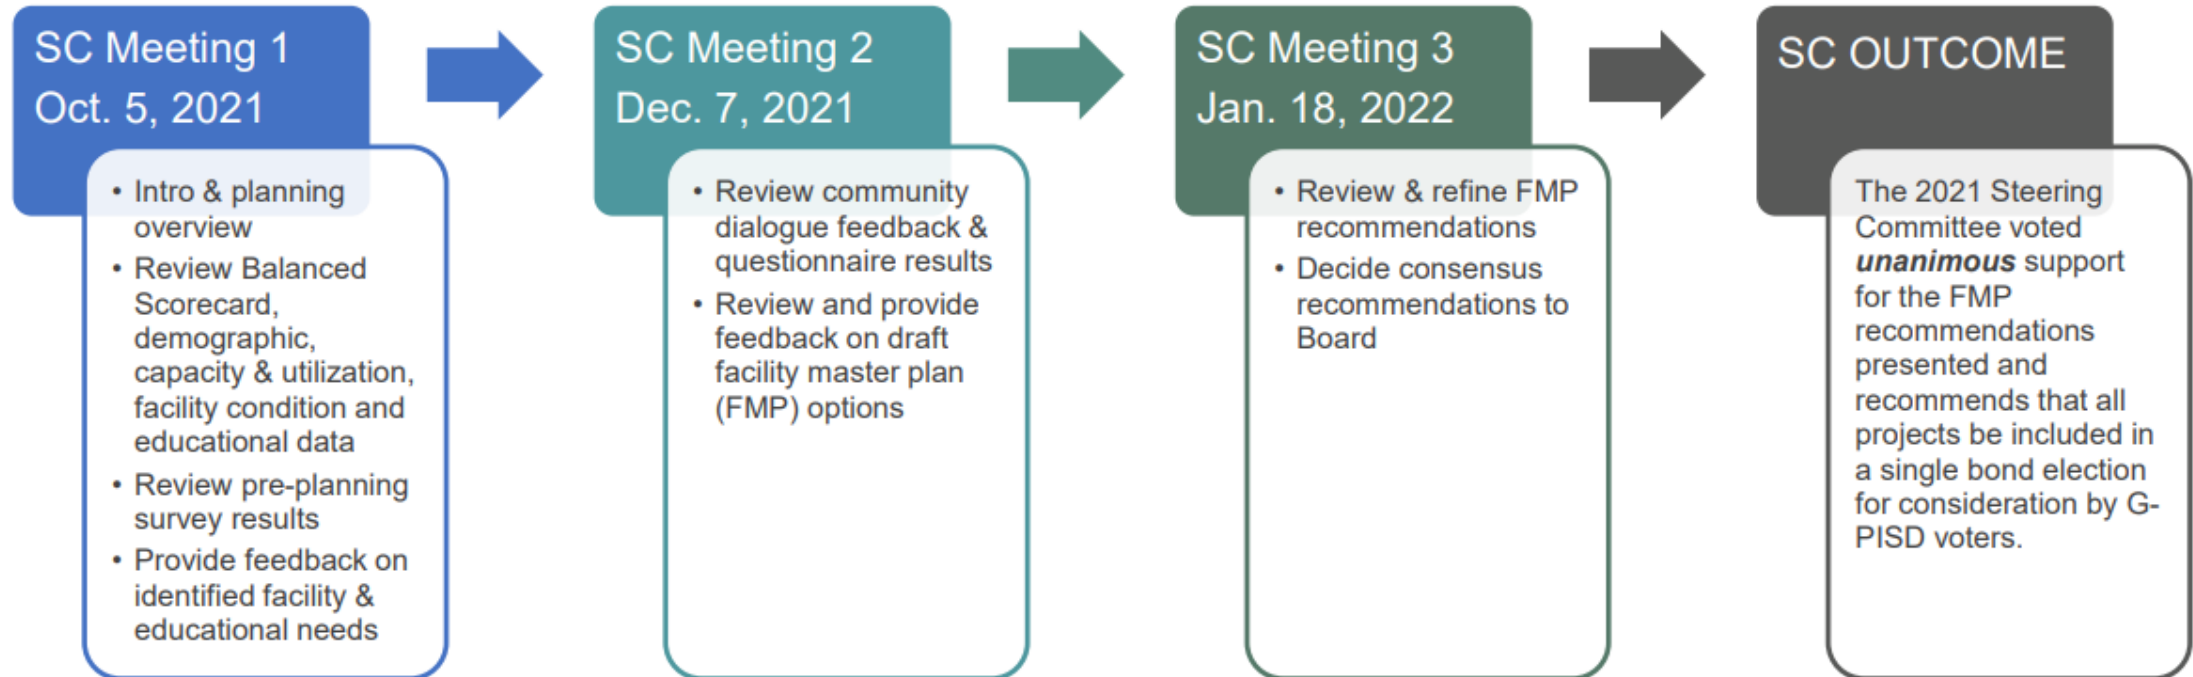 SC Meeting 1
Oct. 5, 2021
• Intro & planning
overview
• Review Balanced
Scorecard,
demographic,
capacity & utilization,
facility condition and
educational data
• Review pre-planning
survey results
• Provide feedback on
identified facility &
educational needs
SC Meeting 2
Dec. 7, 2021
• Review community
dialogue feedback &
questionnaire results
• Review and provide
feedback on draft
facility master plan
(FMP) options
SC Meeting 3
Jan. 18, 2022
• Review & refine FMP
recommendations
• Decide consensus
recommendations to
Board
SC OUTCOME
The 2021 Steering
Committee voted
unanimous support
for the FMP
recommendations
presented and
recommends that all
projects be included in
a single bond election
for consideration by G-
PISD voters.